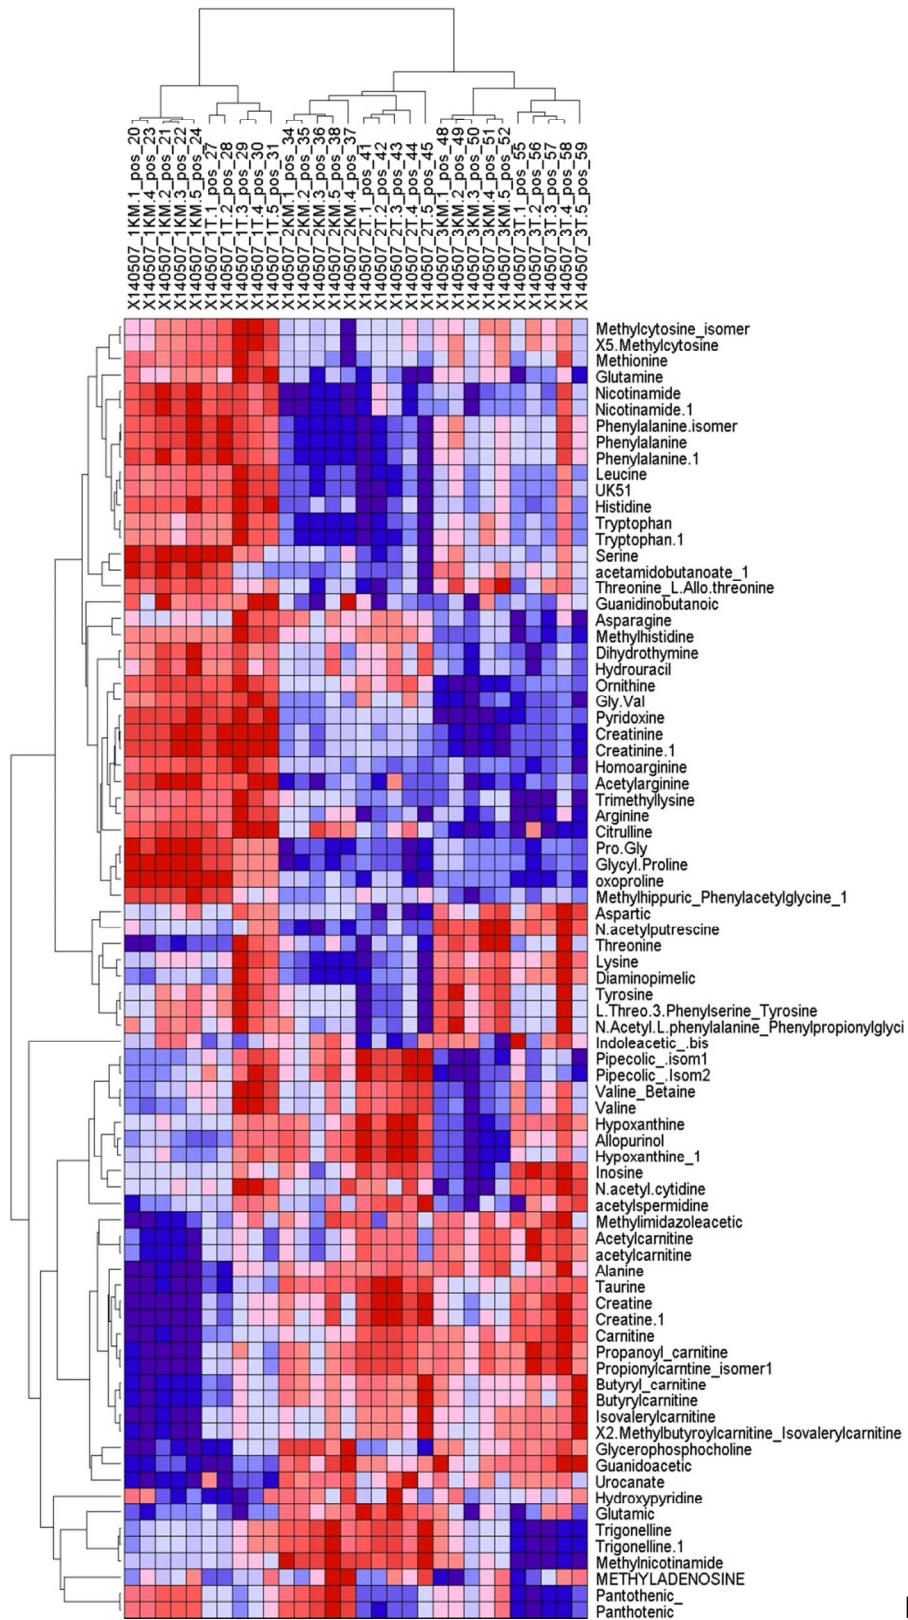 X140507_1KM.1_pos_20
X140507_1KM.4_pos_23
X140507_1KM.2_pos_21
X140507_1KM.3_pos_22
X140507_1KM.5_pos_24
X140507_1T.1_pos_27
X140507_1T.2_pos_28
X140507_1T.3_pos_29
X140507_1T.4_pos_30
X140507_1T.5_pos_31
X140507_2KM.1_pos_34
X140507_2KM.2_pos_35
X140507_2KM.3_pos_36
X140507_2KM.5_pos_38
X140507_2KM.4_pos_37
X140507_2T.1_pos_41
X140507_2T.2_pos_42
X140507_2T.3_pos_43
X140507_2T.4_pos_44
X140507_2T.5_pos_45
X140507_3KM.1_pos_48
X140507_3KM.2_pos_49
X140507_3KM.3_pos_50
X140507_3KM.4_pos_51
X140507_3KM.5_pos_52
X140507_3T.1_pos_55
X140507_3T.2_pos_56
X140507_3T.3_pos_57
X140507_3T.4_pos_58
X140507_3T.5_pos_59
Methylcytosine_isomer
X5.Methylcytosine
Methionine
Glutamine
Nicotinamide
Nicotinamide.1
Phenylalanine.isomer
Phenylalanine
Phenylalanine.1
Leucine
UK51
Histidine
Tryptophan
Tryptophan.1
Serine
acetamidobutanoate_1
Threonine_L.Allo.threonine
Guanidinobutanoic
Asparagine
Methylhistidine
Dihydrothymine
Hydrouracil
Ornithine
Gly.Val
Pyridoxine
Creatinine
Creatinine.1
Homoarginine
Acetylarginine
Trimethyllysine
Arginine
Citrulline
Pro.Gly
Glycyl.Proline
oxoproline
Methylhippuric_Phenylacetylglycine_1
Aspartic
N.acetylputrescine
Threonine
Lysine
Diaminopimelic
Tyrosine
L.Threo.3.Phenylserine_Tyrosine
N.Acetyl.L.phenylalanine_Phenylpropionylglyci
Indoleacetic_.bis
Pipecolic_.isom1
Pipecolic_.Isom2
Valine_Betaine
Valine
Hypoxanthine
Allopurinol
Hypoxanthine_1
Inosine
N.acetyl.cytidine
acetylspermidine
Methylimidazoleacetic
Acetylcarnitine
acetylcarnitine
Alanine
Taurine
Creatine
Creatine.1
Carnitine
Propanoyl_carnitine
Propionylcarntine_isomer1
Butyryl_carnitine
Butyrylcarnitine
Isovalerylcarnitine
X2.Methylbutyroylcarnitine_Isovalerylcarnitine
Glycerophosphocholine
Guanidoacetic
Urocanate
Hydroxypyridine
Glutamic
Trigonelline
Trigonelline.1
Methylnicotinamide
METHYLADENOSINE
Pantothenic_
Panthotenic